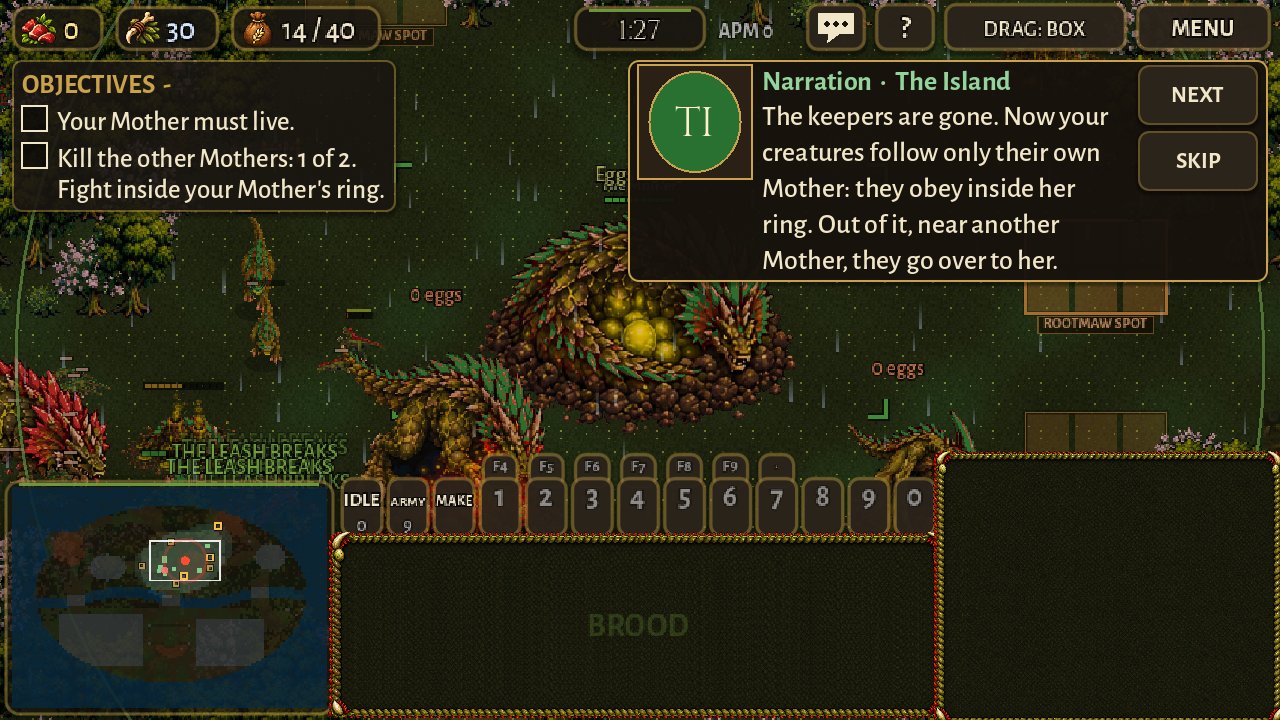 0
30
14 / 40
1:27
APM 0
?
DRAG: BOX
MENU
OBJECTIVES -
Your Mother must live.
Kill the other Mothers: 1 of 2.
Fight inside your Mother's ring.
TI
Narration · The Island
The keepers are gone. Now your
creatures follow only their own
Mother: they obey inside her
ring. Out of it, near another
Mother, they go over to her.
NEXT
SKIP
0 eggs
0 eggs
ROOTMAW SPOT
THE LEASH BREAKS
THE LEASH BREAKS
F4
F5
F6
F7
F8
F9
IDLE
0
ARMY
9
MAKE
1
2
3
4
5
6
7
8
9
0
BROOD